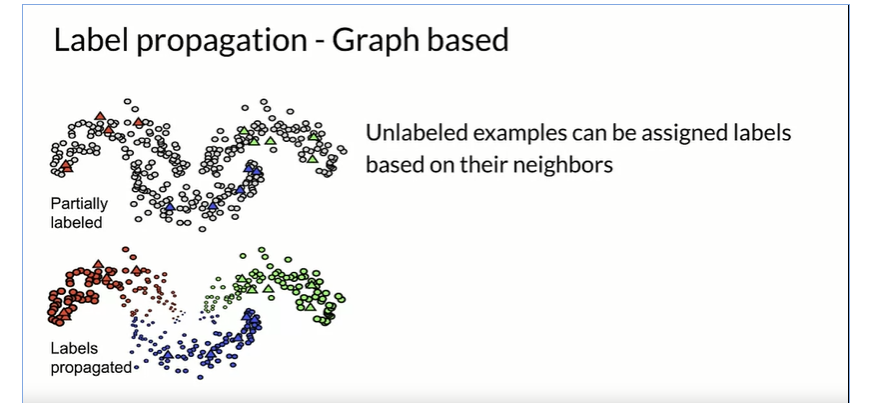 Label propagation - Graph based
Unlabeled examples can be assigned labels
based on their neighbors
Partially
labeled
Labels
propagated